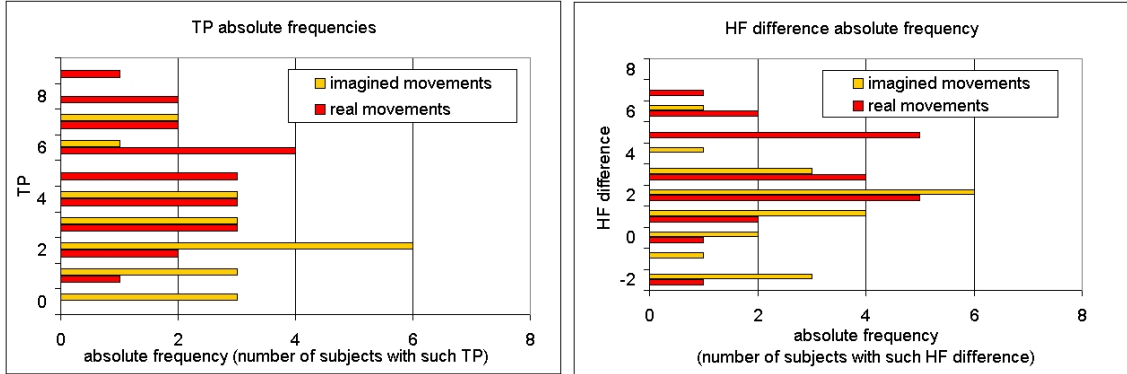 TP absolute frequencies
imagined movements
real movements
8
6
4
2
0
TP
0 2 4 6 8
absolute frequency (number of subjects with such TP)
HF difference absolute frequency
imagined movements
real movements
8
6
4
2
0
-2
HF difference
0 2 4 6 8
absolute frequency
(number of subjects with such HF difference)